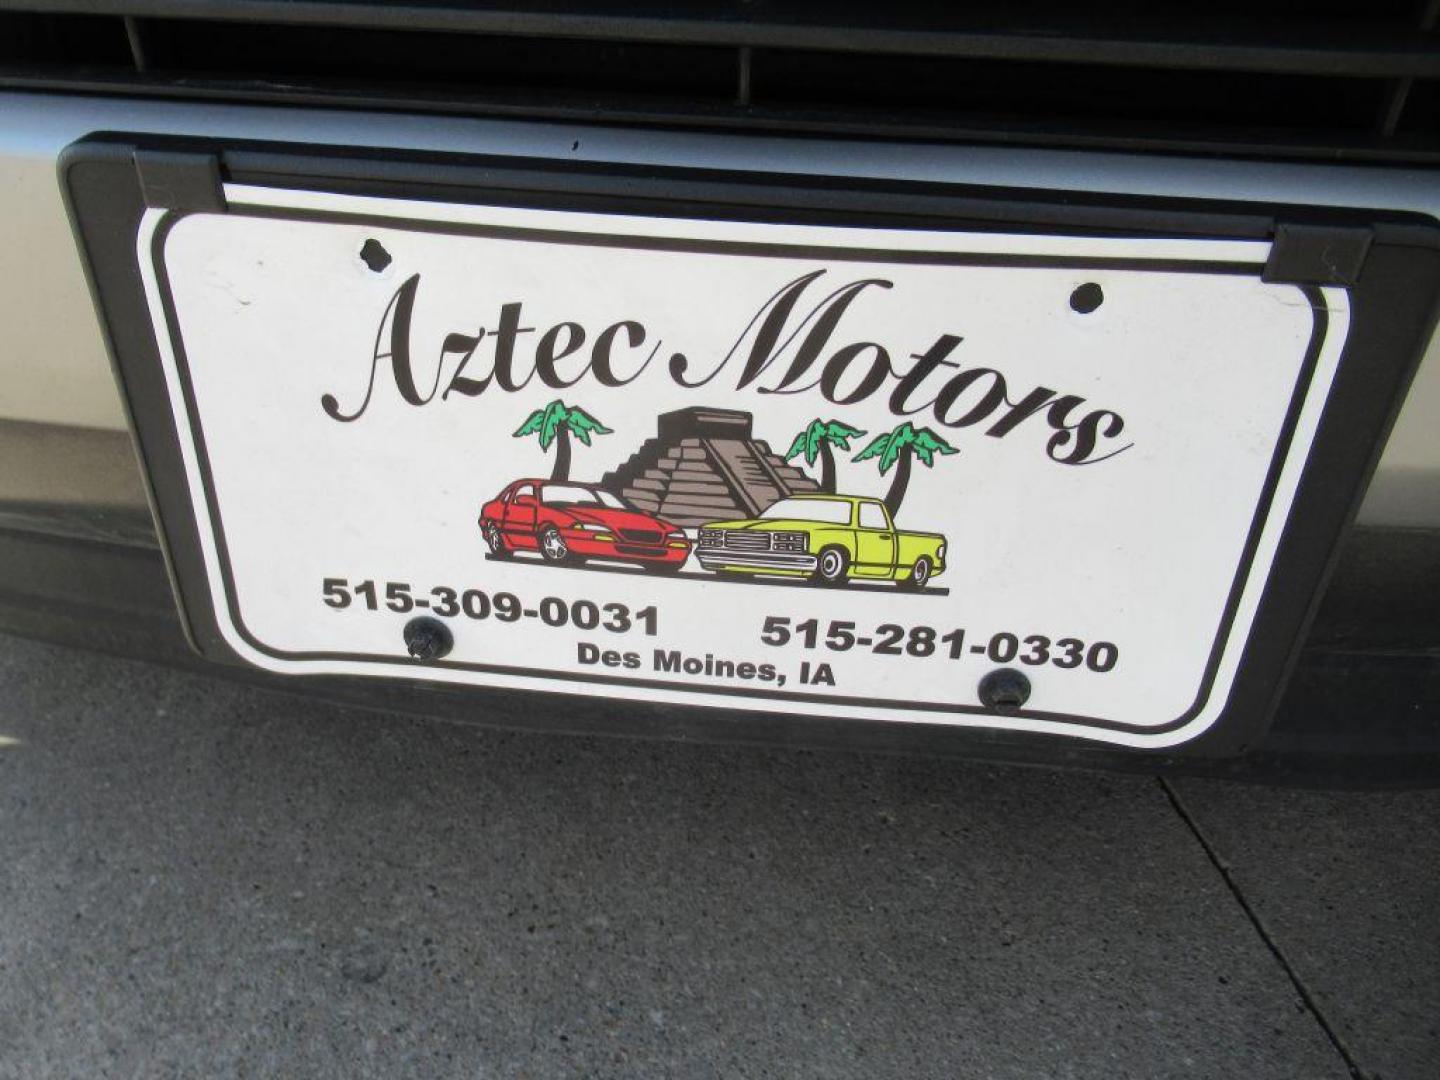 Aztec Motors
515-309-0031 515-281-0330
Des Moines, IA